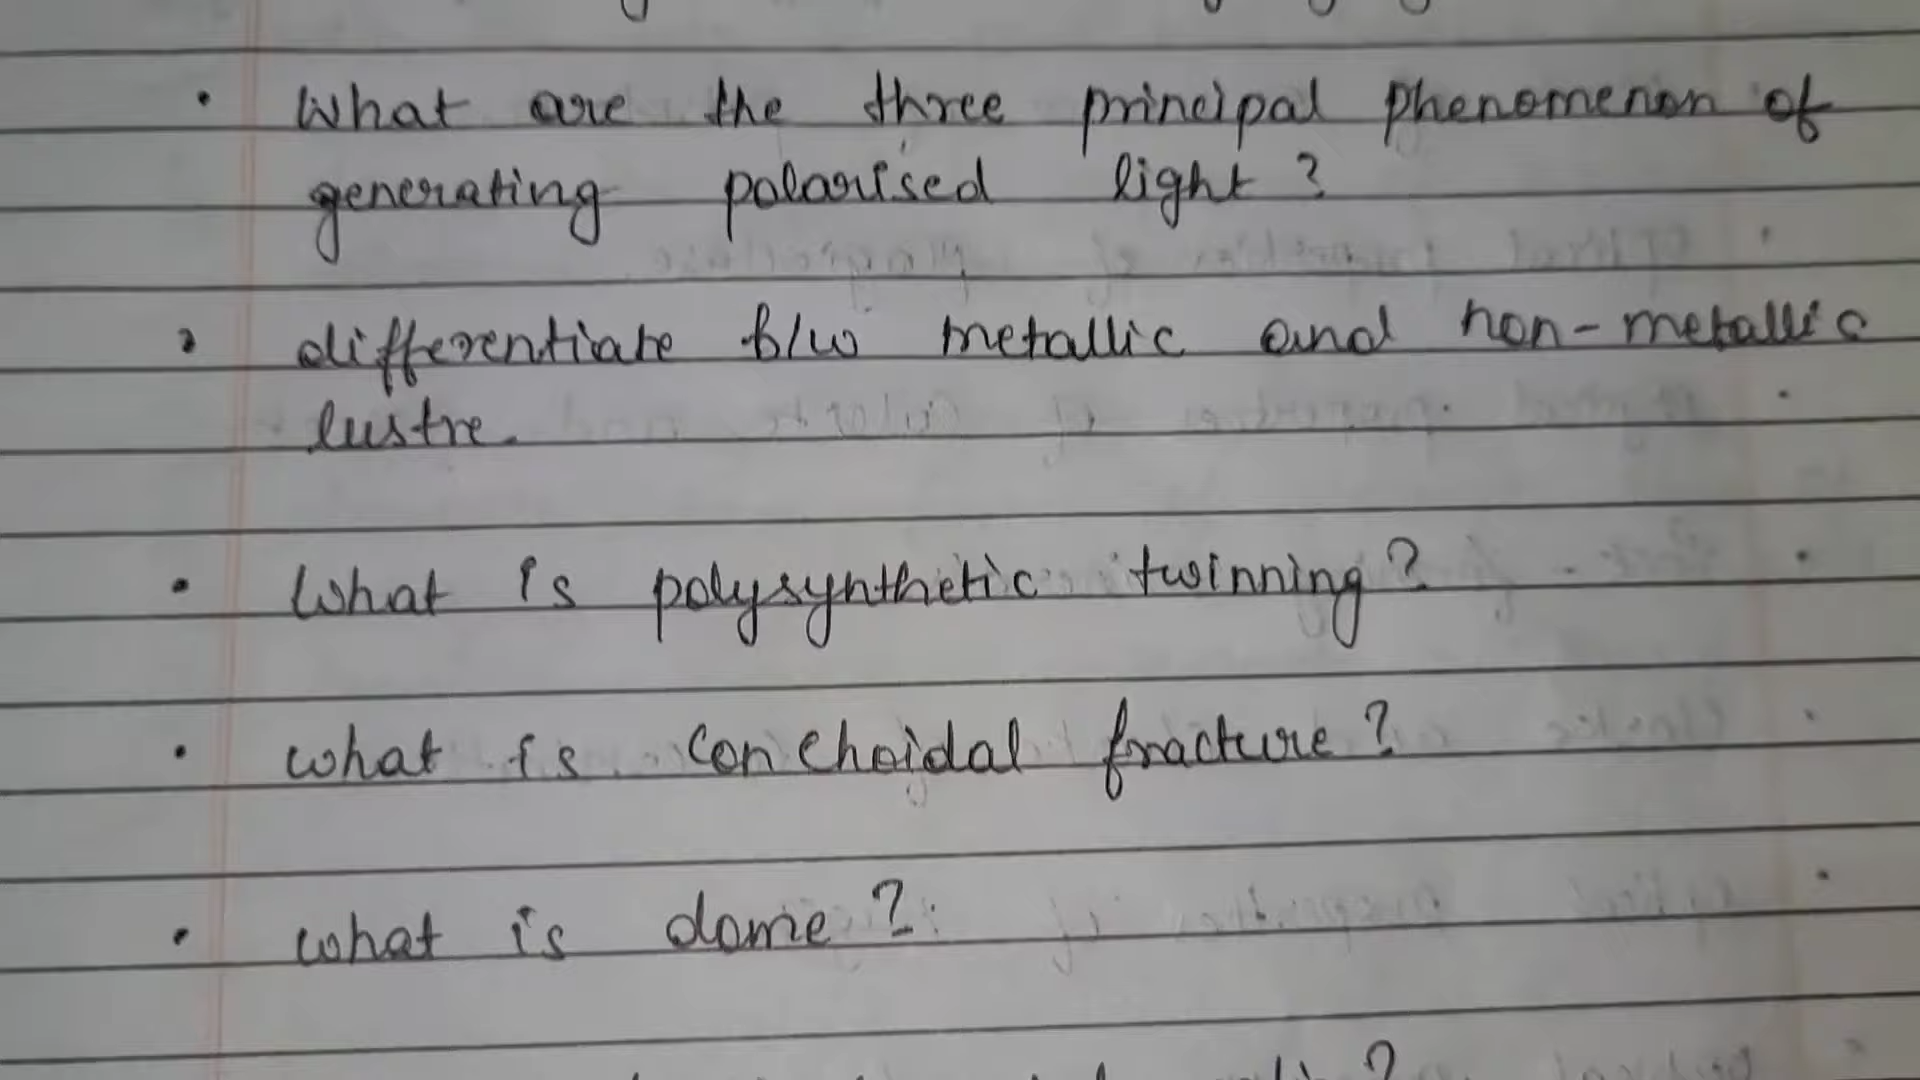 • What are the three principal phenomenon of
generating polarised light?
• differentiate b/w metallic and non-metallic
lustre.
• What is polysynthetic twinning?
• what is conchoidal fracture?
• what is dome?